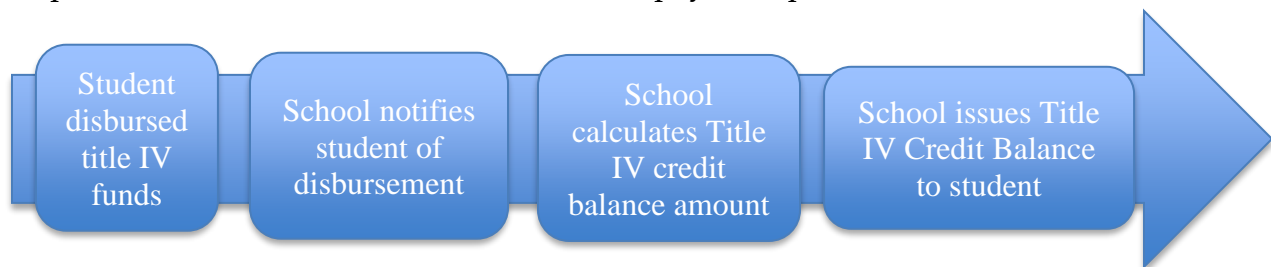 Student
disbursed
title IV
funds
School notifies
student of
disbursement
School
calculates Title
IV credit
balance amount
School issues Title
IV Credit Balance
to student